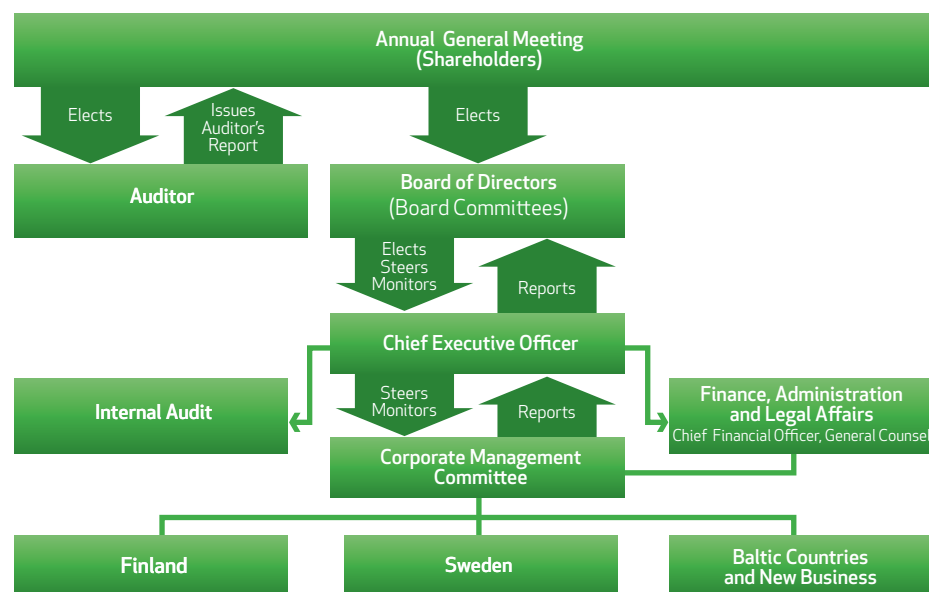 Annual General Meeting
(Shareholders)
Elects
Issues
Auditor's
Report
Elects
Auditor
Board of Directors
(Board Committees)
Elects
Steers
Monitors
Reports
Chief Executive Officer
Internal Audit
Steers
Monitors
Reports
Finance, Administration
and Legal Affairs
Chief Financial Officer, General Counsel
Corporate Management
Committee
Finland
Sweden
Baltic Countries
and New Business